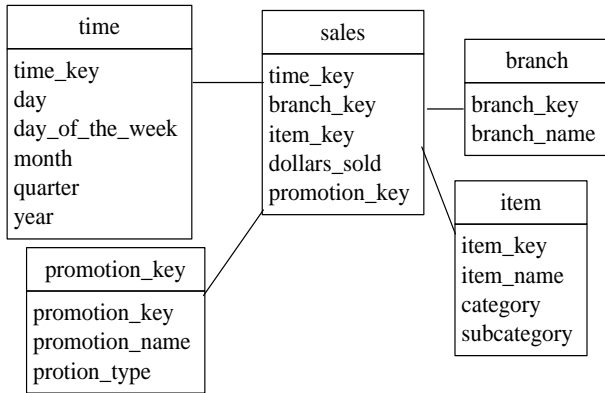 time
time_key
day
day_of_the_week
month
quarter
year
sales
time_key
branch_key
item_key
dollars_sold
promotion_key
branch
branch_key
branch_name
item
item_key
item_name
category
subcategory
promotion_key
promotion_key
promotion_name
protion_type